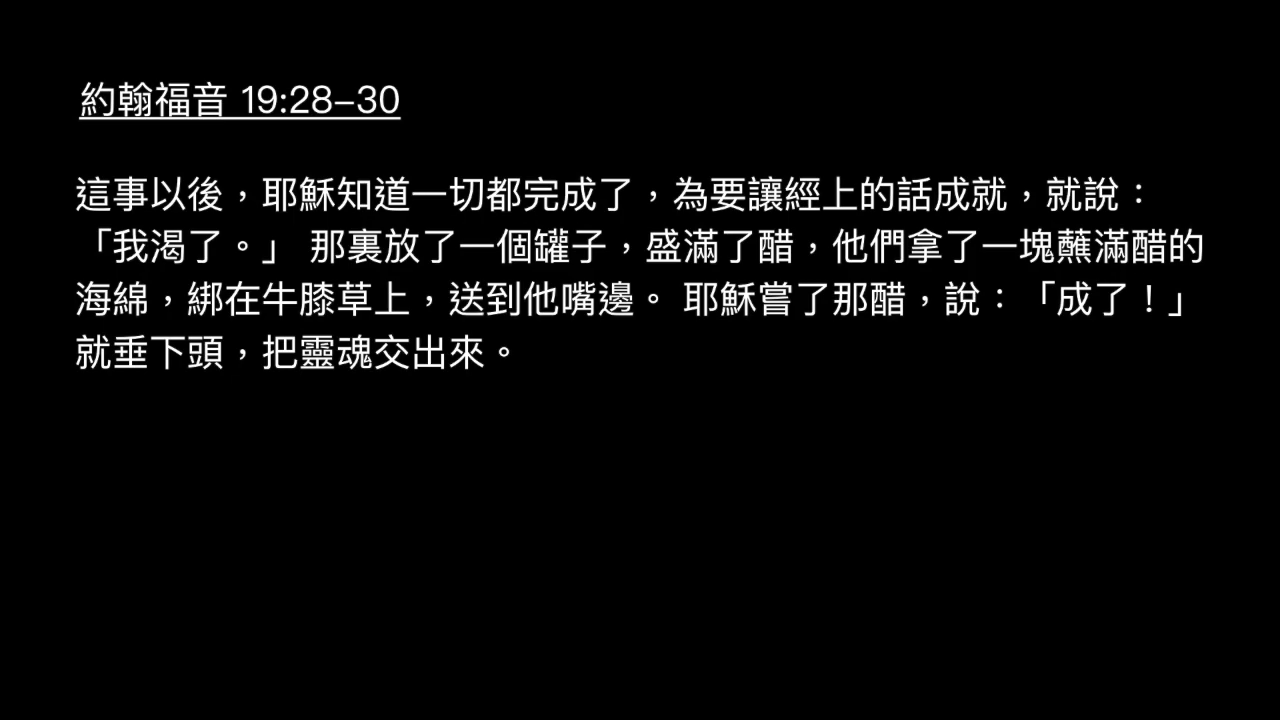 約翰福音 19:28–30
這事以後，耶穌知道一切都完成了，為要讓經上的話成就，就說：
「我渴了。」 那裏放了一個罐子，盛滿了醋，他們拿了一塊蘸滿醋的
海綿，綁在牛膝草上，送到他嘴邊。 耶穌嘗了那醋，說：「成了！」
就垂下頭，把靈魂交出來。